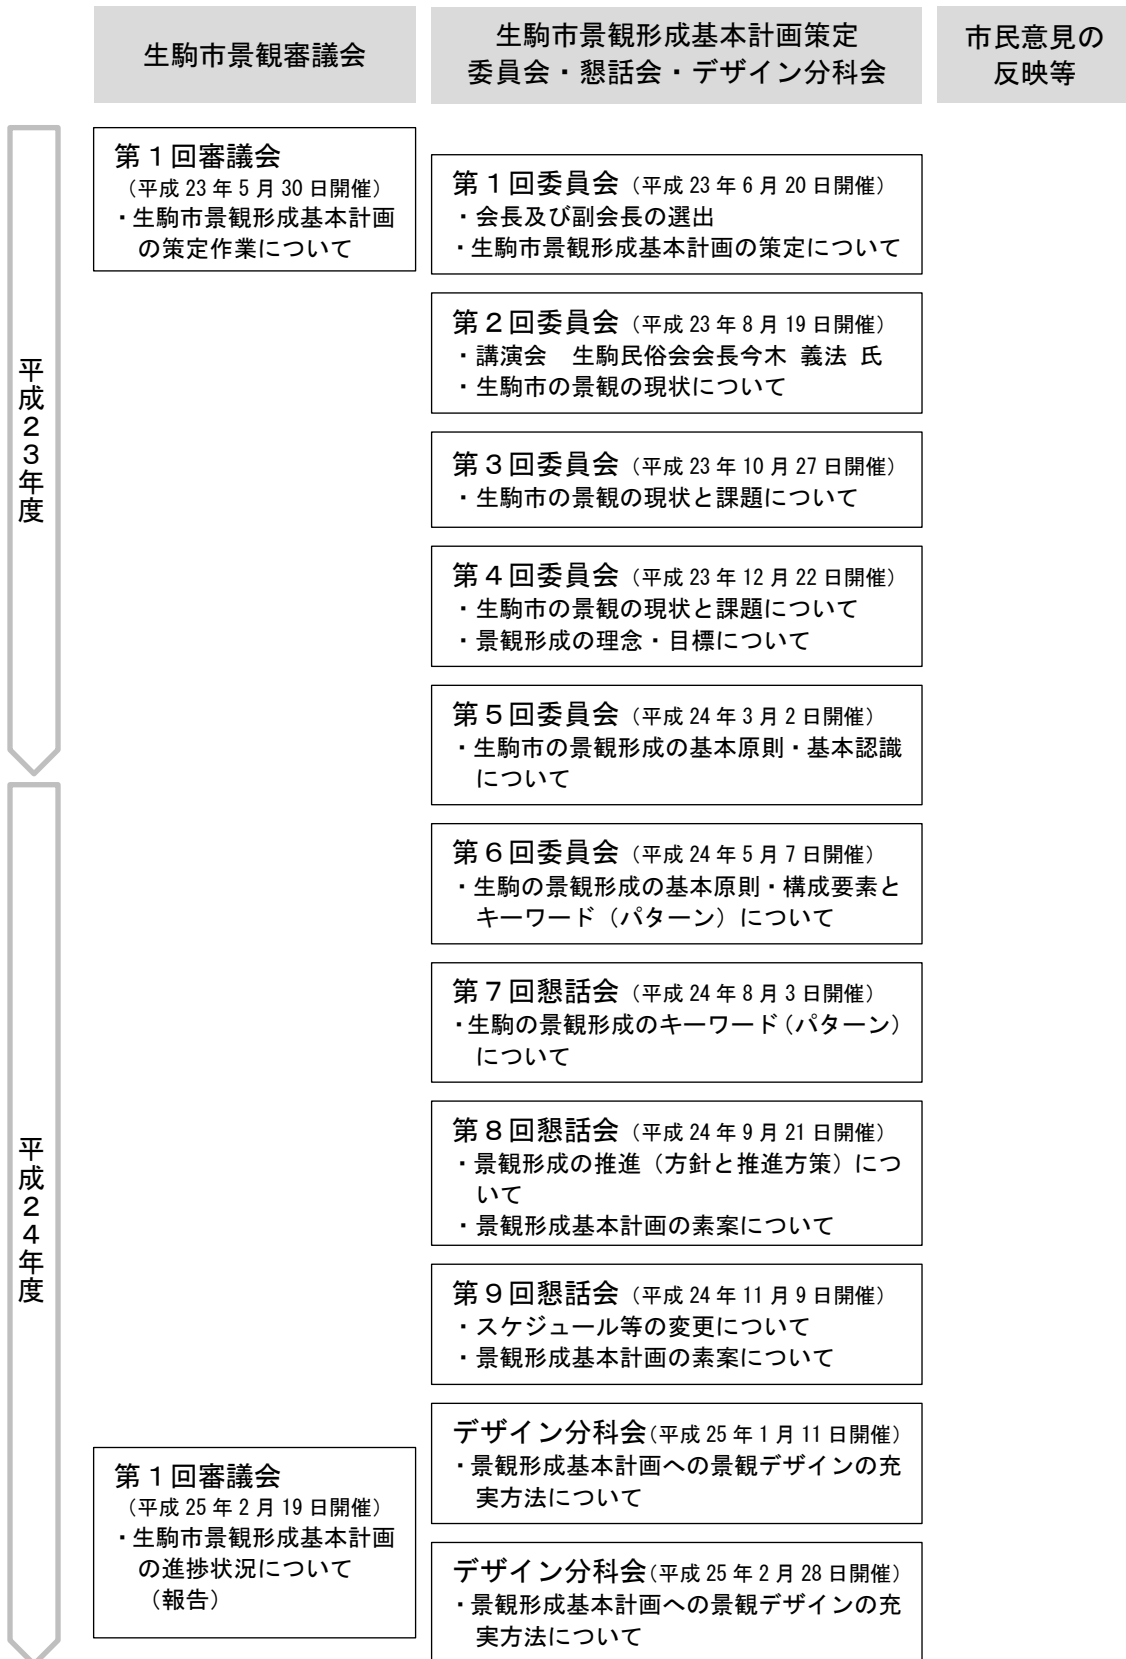 生駒市景観審議会
生駒市景観形成基本計画策定
委員会・懇話会・デザイン分科会
市民意見の
反映等
平成２３年度
第１回審議会
（平成 23 年 5 月 30 日開催）
・生駒市景観形成基本計画
の策定作業について
第１回委員会（平成 23 年 6 月 20 日開催）
・会長及び副会長の選出
・生駒市景観形成基本計画の策定について
第２回委員会（平成 23 年 8 月 19 日開催）
・講演会　生駒民俗会会長今木 義法 氏
・生駒市の景観の現状について
第３回委員会（平成 23 年 10 月 27 日開催）
・生駒市の景観の現状と課題について
第４回委員会（平成 23 年 12 月 22 日開催）
・生駒市の景観の現状と課題について
・景観形成の理念・目標について
第５回委員会（平成 24 年 3 月 2 日開催）
・生駒市の景観形成の基本原則・基本認識
について
平成２４年度
第６回委員会（平成 24 年 5 月 7 日開催）
・生駒の景観形成の基本原則・構成要素と
キーワード（パターン）について
第７回懇話会（平成 24 年 8 月 3 日開催）
・生駒の景観形成のキーワード（パターン）
について
第８回懇話会（平成 24 年 9 月 21 日開催）
・景観形成の推進（方針と推進方策）につ
いて
・景観形成基本計画の素案について
第９回懇話会（平成 24 年 11 月 9 日開催）
・スケジュール等の変更について
・景観形成基本計画の素案について
デザイン分科会（平成 25 年 1 月 11 日開催）
・景観形成基本計画への景観デザインの充
実方法について
第１回審議会
（平成 25 年 2 月 19 日開催）
・生駒市景観形成基本計画
の進捗状況について
（報告）
デザイン分科会（平成 25 年 2 月 28 日開催）
・景観形成基本計画への景観デザインの充
実方法について